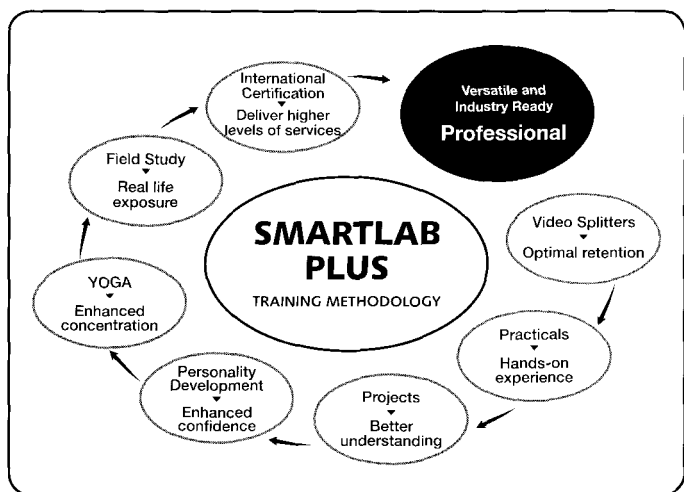 International
Certification
Deliver higher
levels of services
Versatile and
Industry Ready
Professional
Field Study
Real life
exposure
SMARTLAB
PLUS
TRAINING METHODOLOGY
Video Splitters
Optimal retention
YOGA
Enhanced
concentration
Practicals
Hands-on
experience
Personality
Development
Enhanced
confidence
Projects
Better
understanding